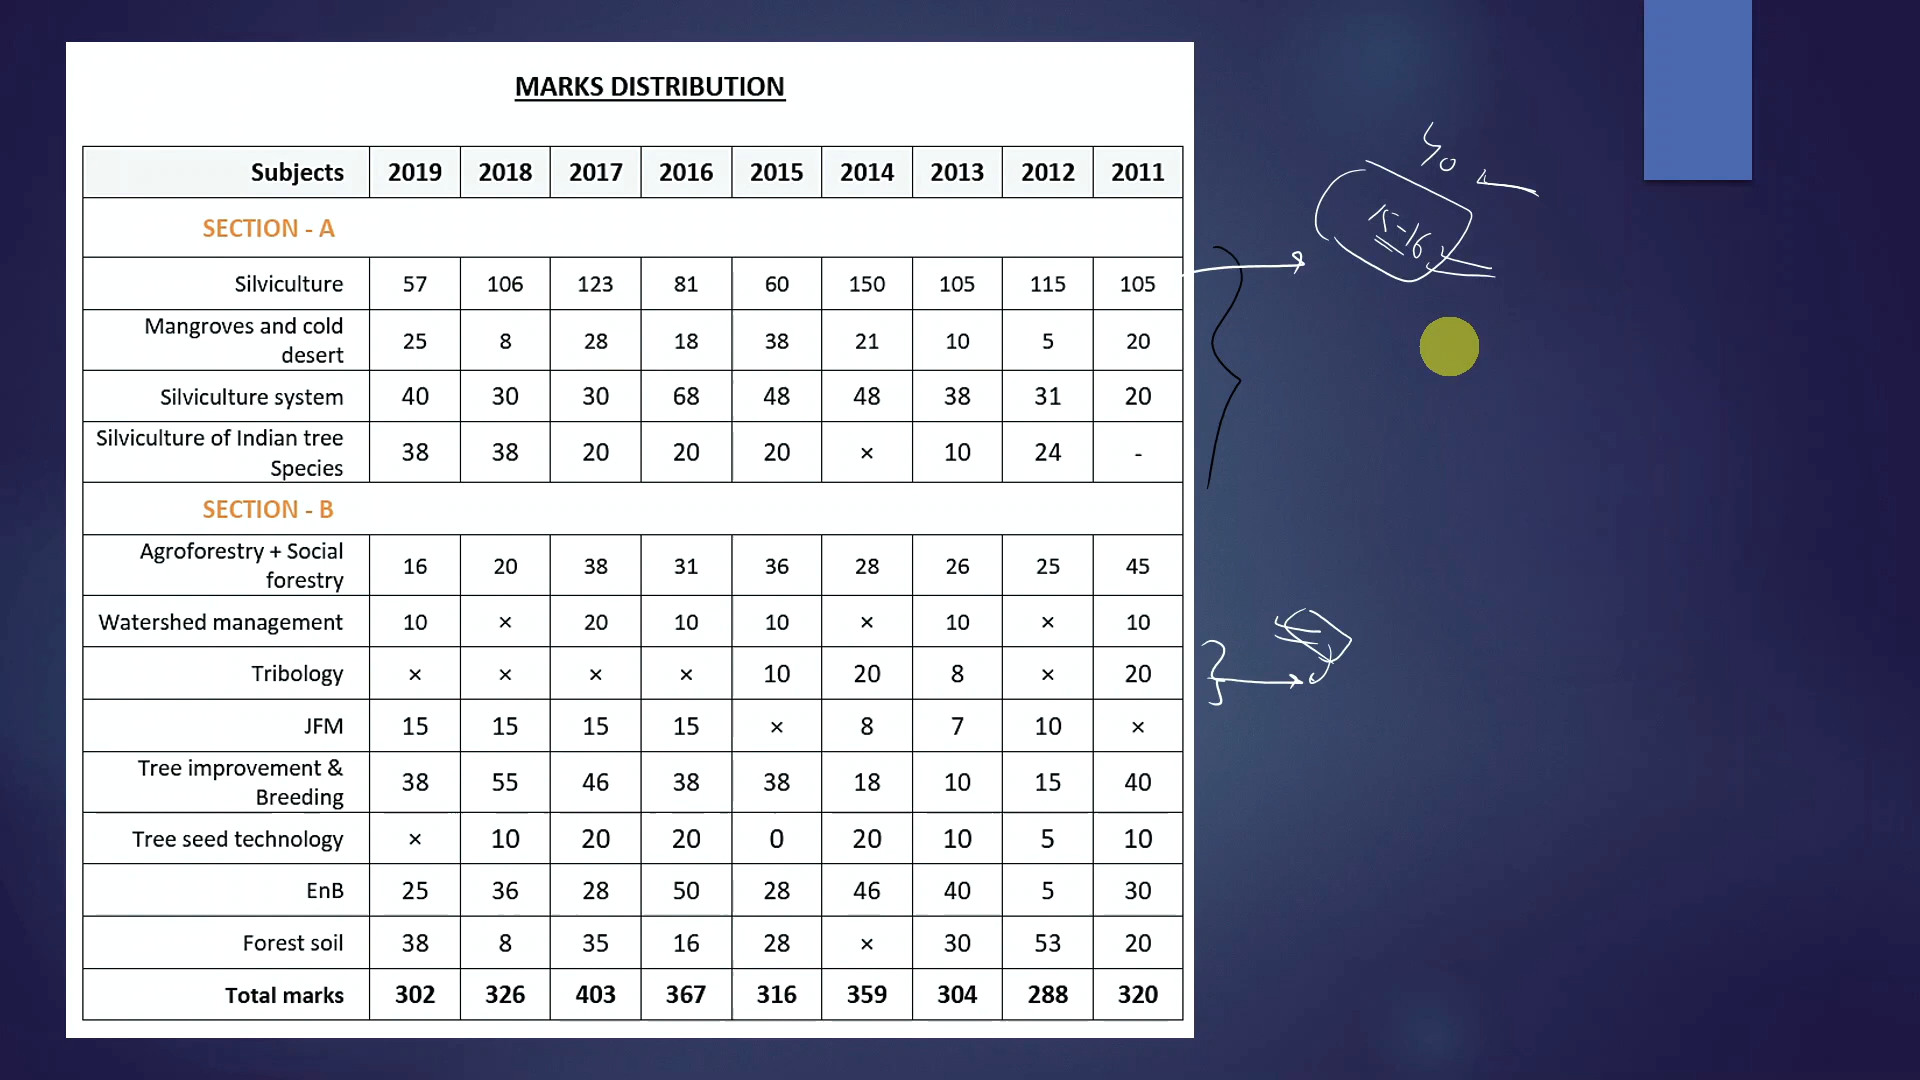 MARKS DISTRIBUTION
Subjects 2019 2018 2017 2016 2015 2014 2013 2012 2011
SECTION - A
Silviculture 57 106 123 81 60 150 105 115 105
Mangroves and cold
desert 25 8 28 18 38 21 10 5 20
Silviculture system 40 30 30 68 48 48 38 31 20
Silviculture of Indian tree
Species 38 38 20 20 20 × 10 24 -
SECTION - B
Agroforestry + Social
forestry 16 20 38 31 36 28 26 25 45
Watershed management 10 × 20 10 10 × 10 × 10
Tribology × × × × 10 20 8 × 20
JFM 15 15 15 15 × 8 7 10 ×
Tree improvement &
Breeding 38 55 46 38 38 18 10 15 40
Tree seed technology × 10 20 20 0 20 10 5 10
EnB 25 36 28 50 28 46 40 5 30
Forest soil 38 8 35 16 28 × 30 53 20
Total marks 302 326 403 367 316 359 304 288 320
15-16